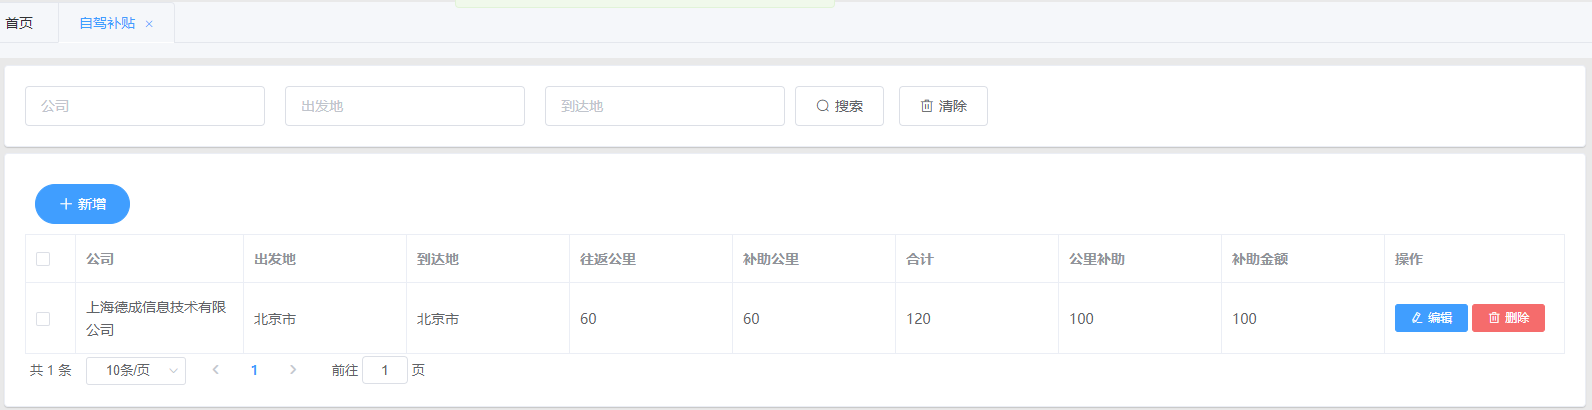 首页 自驾补贴 ×
公司 出发地 到达地 搜索 清除
+ 新增
公司 出发地 到达地 往返公里 补助公里 合计 公里补助 补助金额 操作
上海德成信息技术有限
公司 北京市 北京市 60 60 120 100 100 编辑 删除
共 1 条 10条/页 < 1 > 前往 1 页